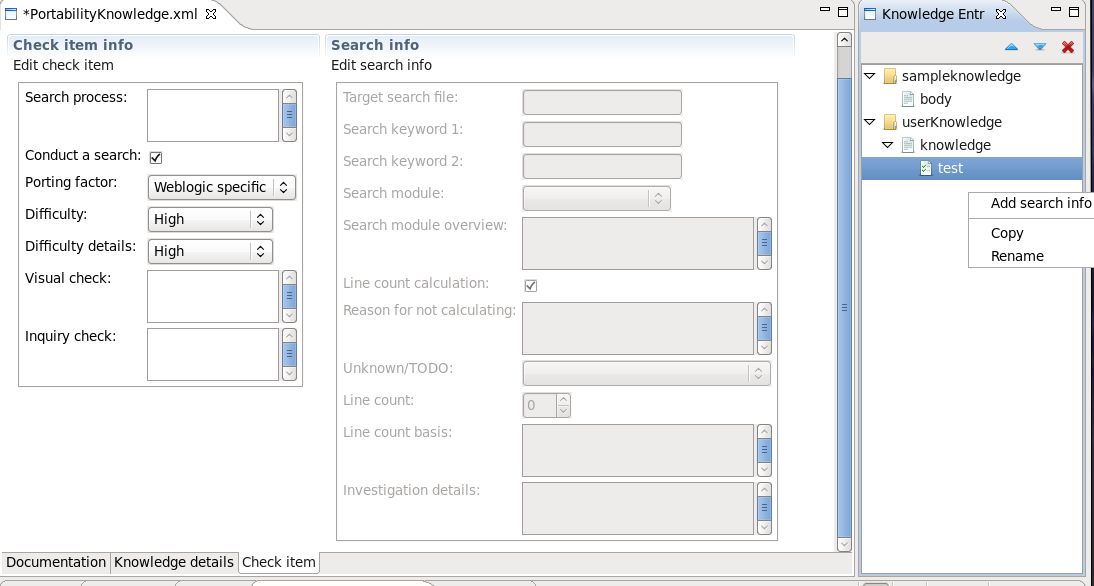 *PortabilityKnowledge.xml
Check item info
Edit check item
Search process:
Conduct a search:
Porting factor:
Weblogic specific
Difficulty:
High
Difficulty details:
High
Visual check:
Inquiry check:
Search info
Edit search info
Target search file:
Search keyword 1:
Search keyword 2:
Search module:
Search module overview:
Line count calculation:
Reason for not calculating:
Unknown/TODO:
Line count:
0
Line count basis:
Investigation details:
Documentation
Knowledge details
Check item
Knowledge Entr
sampleknowledge
body
userKnowledge
knowledge
test
Add search info
Copy
Rename